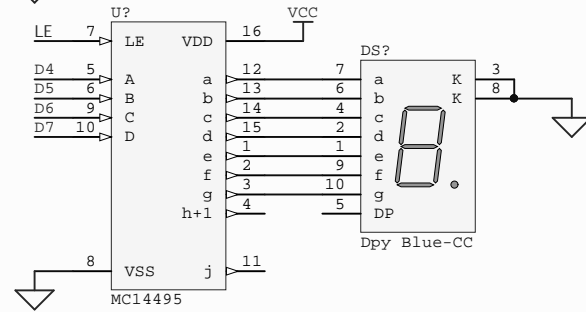 U?
LE 7 LE VDD 16 VCC
DS?
D4 5 A a 12 7 a K 3
D5 6 B b 13 6 b K 8
D6 9 C c 14 4 c
D7 10 D d 15 2 d
e 1 1 e
f 2 9 f
g 3 10 g
h+1 4 5 DP
Dpy Blue-CC
8 VSS j 11
MC14495